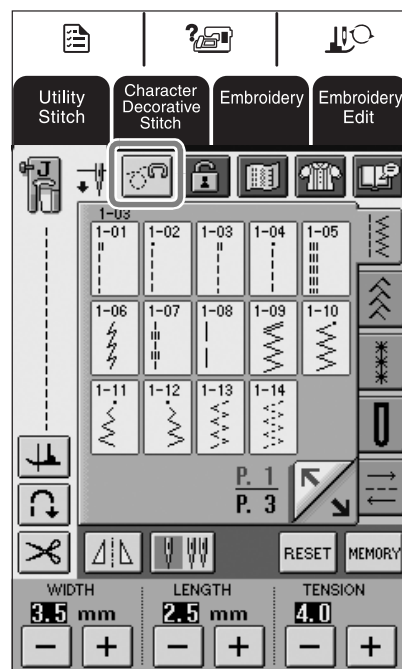 Utility
Stitch
Character
Decorative
Stitch
Embroidery
Embroidery
Edit
J
1-03
1-01 1-02 1-03 1-04 1-05
1-06 1-07 1-08 1-09 1-10
1-11 1-12 1-13 1-14
P. 1
P. 3
RESET MEMORY
WIDTH LENGTH TENSION
3.5 mm 2.5 mm 4.0
− + − + − +